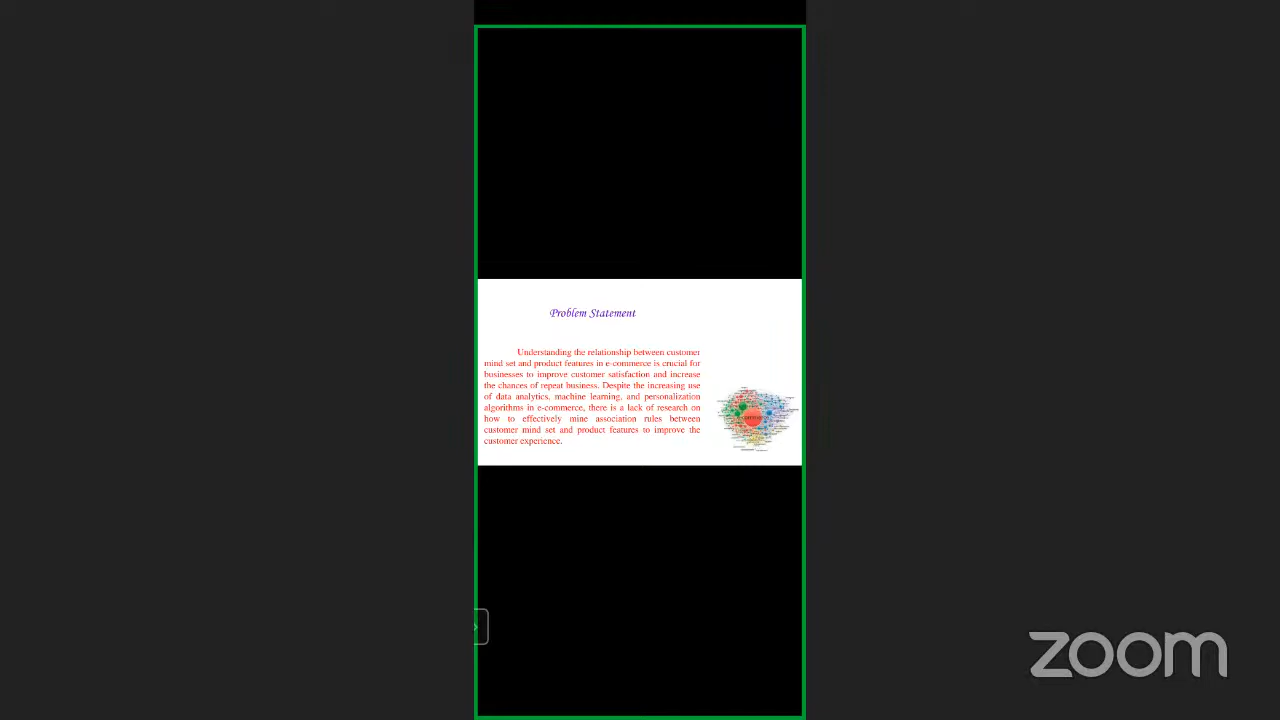 Problem Statement
Understanding the relationship between customer
mind set and product features in e-commerce is crucial for
businesses to improve customer satisfaction and increase
the chances of repeat business. Despite the increasing use
of data analytics, machine learning, and personalization
algorithms in e-commerce, there is a lack of research on
how to effectively mine association rules between
customer mind set and product features to improve the
customer experience.
zoom